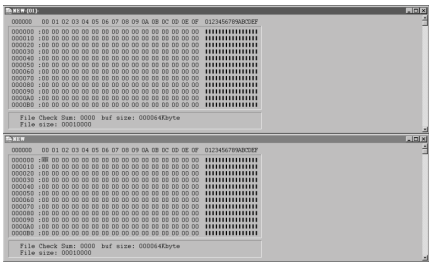 NEW-[01]-
000000 00 01 02 03 04 05 06 07 08 09 0A 0B 0C 0D 0E 0F 0123456789ABCDEF
000000 :00 00 00 00 00 00 00 00 00 00 00 00 00 00 00 00
000010 :00 00 00 00 00 00 00 00 00 00 00 00 00 00 00 00
000020 :00 00 00 00 00 00 00 00 00 00 00 00 00 00 00 00
000030 :00 00 00 00 00 00 00 00 00 00 00 00 00 00 00 00
000040 :00 00 00 00 00 00 00 00 00 00 00 00 00 00 00 00
000050 :00 00 00 00 00 00 00 00 00 00 00 00 00 00 00 00
000060 :00 00 00 00 00 00 00 00 00 00 00 00 00 00 00 00
000070 :00 00 00 00 00 00 00 00 00 00 00 00 00 00 00 00
000080 :00 00 00 00 00 00 00 00 00 00 00 00 00 00 00 00
000090 :00 00 00 00 00 00 00 00 00 00 00 00 00 00 00 00
0000A0 :00 00 00 00 00 00 00 00 00 00 00 00 00 00 00 00
0000B0 :00 00 00 00 00 00 00 00 00 00 00 00 00 00 00 00
File Check Sum: 0000 buf size: 000064Kbyte
File size: 00010000
NEW
000000 00 01 02 03 04 05 06 07 08 09 0A 0B 0C 0D 0E 0F 0123456789ABCDEF
000000 : 00 00 00 00 00 00 00 00 00 00 00 00 00 00 00
000010 :00 00 00 00 00 00 00 00 00 00 00 00 00 00 00 00
000020 :00 00 00 00 00 00 00 00 00 00 00 00 00 00 00 00
000030 :00 00 00 00 00 00 00 00 00 00 00 00 00 00 00 00
000040 :00 00 00 00 00 00 00 00 00 00 00 00 00 00 00 00
000050 :00 00 00 00 00 00 00 00 00 00 00 00 00 00 00 00
000060 :00 00 00 00 00 00 00 00 00 00 00 00 00 00 00 00
000070 :00 00 00 00 00 00 00 00 00 00 00 00 00 00 00 00
000080 :00 00 00 00 00 00 00 00 00 00 00 00 00 00 00 00
000090 :00 00 00 00 00 00 00 00 00 00 00 00 00 00 00 00
0000A0 :00 00 00 00 00 00 00 00 00 00 00 00 00 00 00 00
0000B0 :00 00 00 00 00 00 00 00 00 00 00 00 00 00 00 00
File Check Sum: 0000 buf size: 000064Kbyte
File size: 00010000